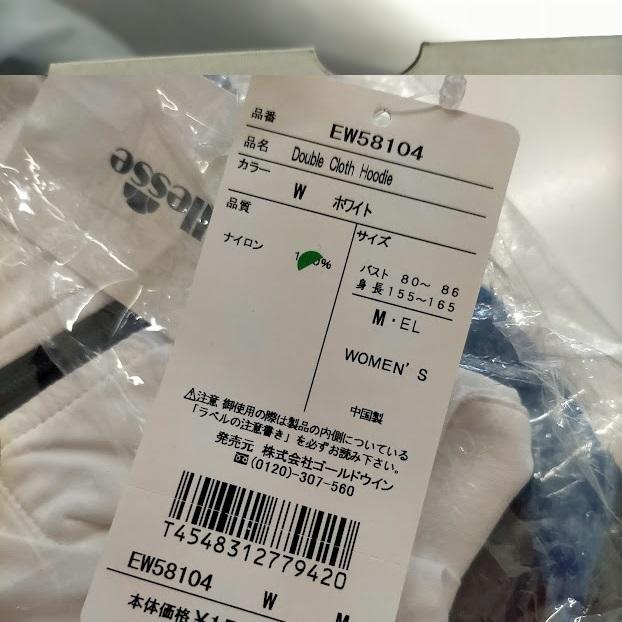 ellesse
品番 EW58104
品名 Double Cloth Hoodie
カラー W ホワイト
品質
ナイロン
サイズ
バスト 80～ 86
身長155～165
M・EL
WOMEN'S
中国製
⚠注意 御使用の際は製品の内側についている
「ラベルの注意書き」を必ずお読み下さい。
発売元 株式会社ゴールドウイン
(0120)-307-560
T4548312779420
EW58104 W M
本体価格